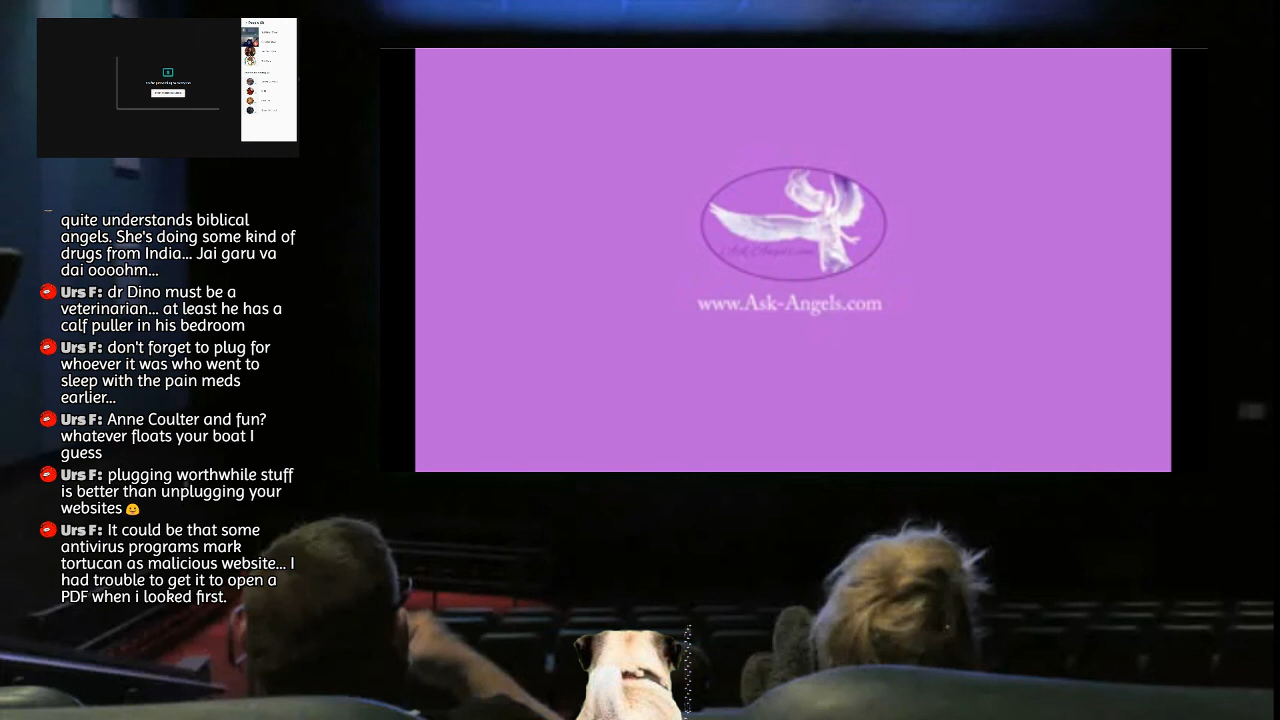 quite understands biblical
angels. She's doing some kind of
drugs from India... Jai garu va
dai oooohm...
Urs F: dr Dino must be a
veterinarian... at least he has a
calf puller in his bedroom
Urs F: don't forget to plug for
whoever it was who went to
sleep with the pain meds
earlier...
Urs F: Anne Coulter and fun?
whatever floats your boat I
guess
Urs F: plugging worthwhile stuff
is better than unplugging your
websites
Urs F: It could be that some
antivirus programs mark
tortucan as malicious website... I
had trouble to get it to open a
PDF when i looked first.
www.Ask-Angels.com